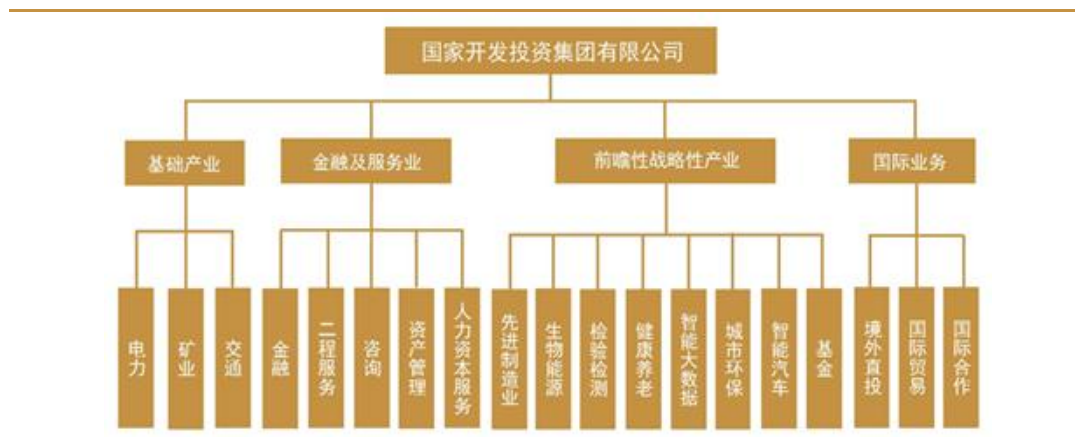 国家开发投资集团有限公司
基础产业
金融及服务业
前瞻性战略性产业
国际业务
电力
矿业
交通
金融
二程服务
咨询
资产管理
人力资本服务
先进制造业
生物能源
检验检测
健康养老
智能大数据
城市环保
智能汽车
基金
境外直投
国际贸易
国际合作